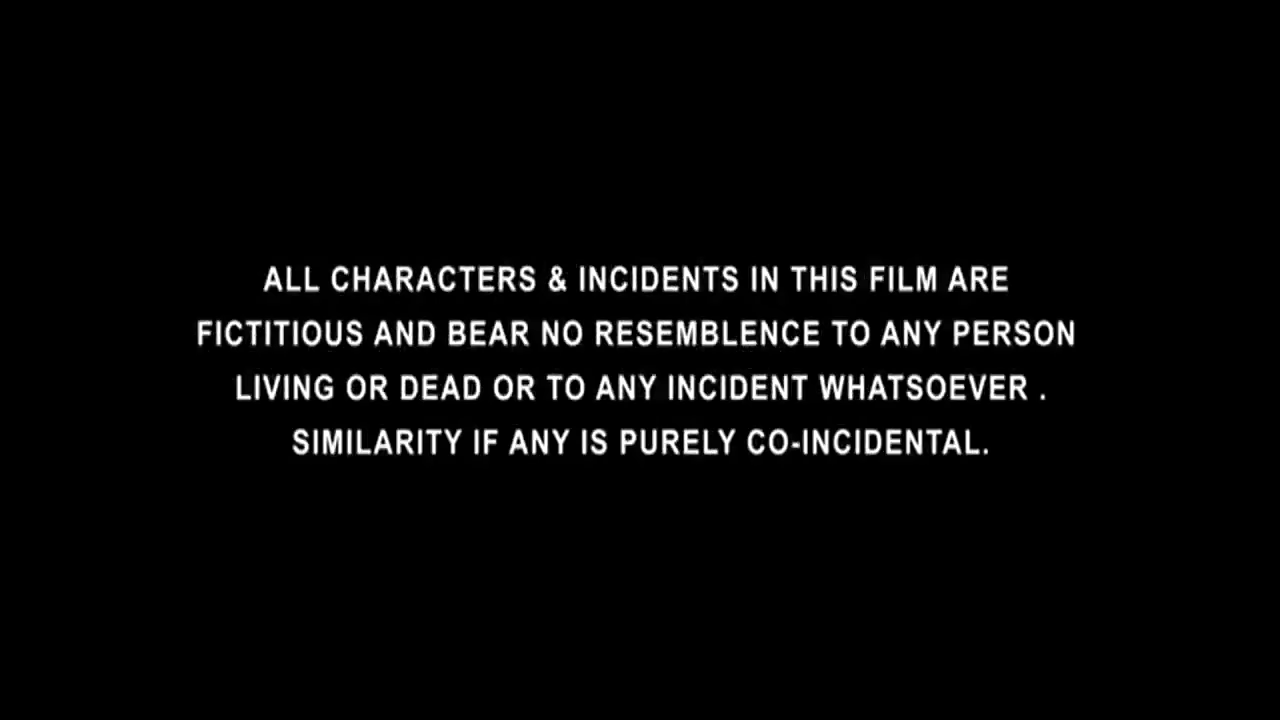 ALL CHARACTERS & INCIDENTS IN THIS FILM ARE
FICTITIOUS AND BEAR NO RESEMBLENCE TO ANY PERSON
LIVING OR DEAD OR TO ANY INCIDENT WHATSOEVER .
SIMILARITY IF ANY IS PURELY CO-INCIDENTAL.